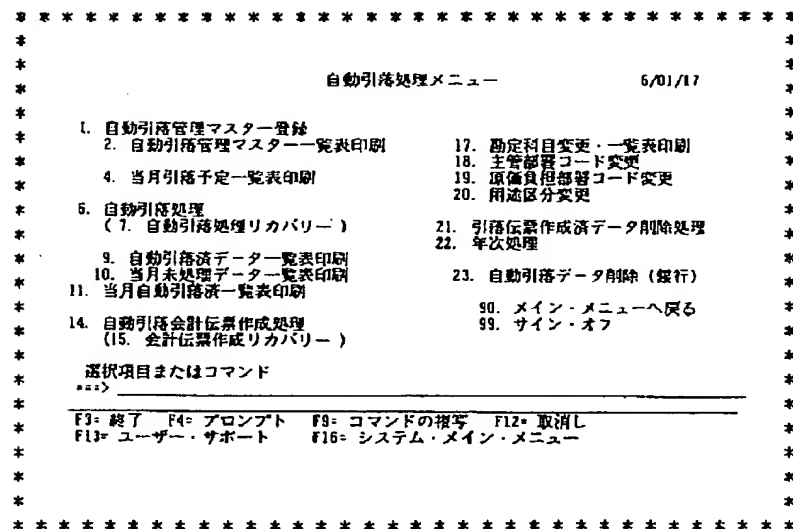 自動引落処理メニュー 6/01/17
1. 自動引落管理マスター登録
2. 自動引落管理マスター一覧表印刷
4. 当月引落予定一覧表印刷
6. 自動引落処理
(7. 自動引落処理リカバリー)
9. 自動引落済データ一覧表印刷
10. 当月未処理データ一覧表印刷
11. 当月自動引落済一覧表印刷
14. 自動引落会計伝票作成処理
(15. 会計伝票作成リカバリー)
17. 勘定科目変更・一覧表印刷
18. 主管部署コード変更
19. 原価負担部署コード変更
20. 用途区分変更
21. 引落伝票作成済データ削除処理
22. 年次処理
23. 自動引落データ削除(銀行)
90. メイン・メニューへ戻る
99. サイン・オフ
選択項目またはコマンド
===>
F3= 終了 F4= プロンプト F9= コマンドの複写 F12= 取消し
F13= ユーザー・サポート F16= システム・メイン・メニュー